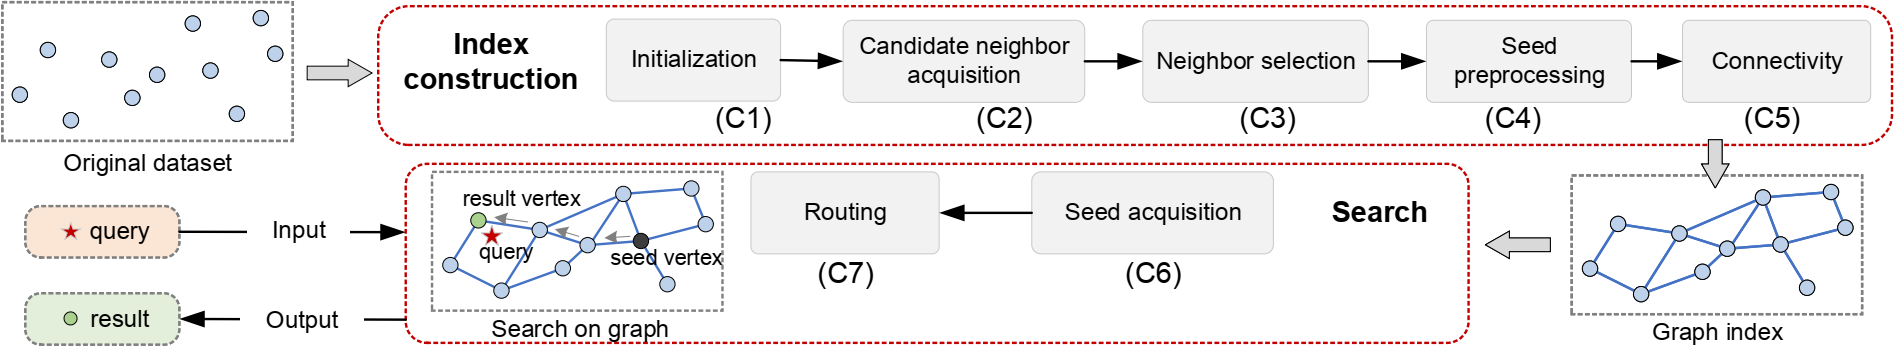 Original dataset
Index
construction
Initialization
(C1)
Candidate neighbor
acquisition
(C2)
Neighbor selection
(C3)
Seed
preprocessing
(C4)
Connectivity
(C5)
Graph index
Search
Seed acquisition
(C6)
Routing
(C7)
result vertex
query
seed vertex
Search on graph
query
Input
result
Output